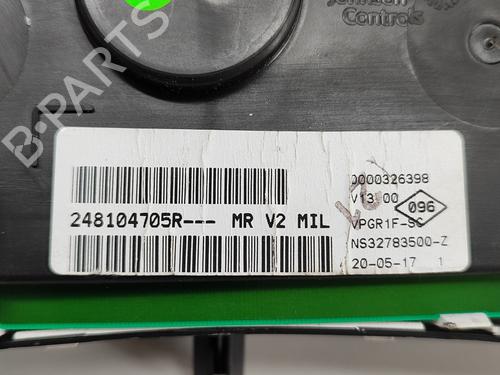 Johnson
Controls
B-PARTS
0000326398
V13.00
096
248104705R--- MR V2 MIL
VPGR1F-SC
NS32783500-Z
20-05-17 1